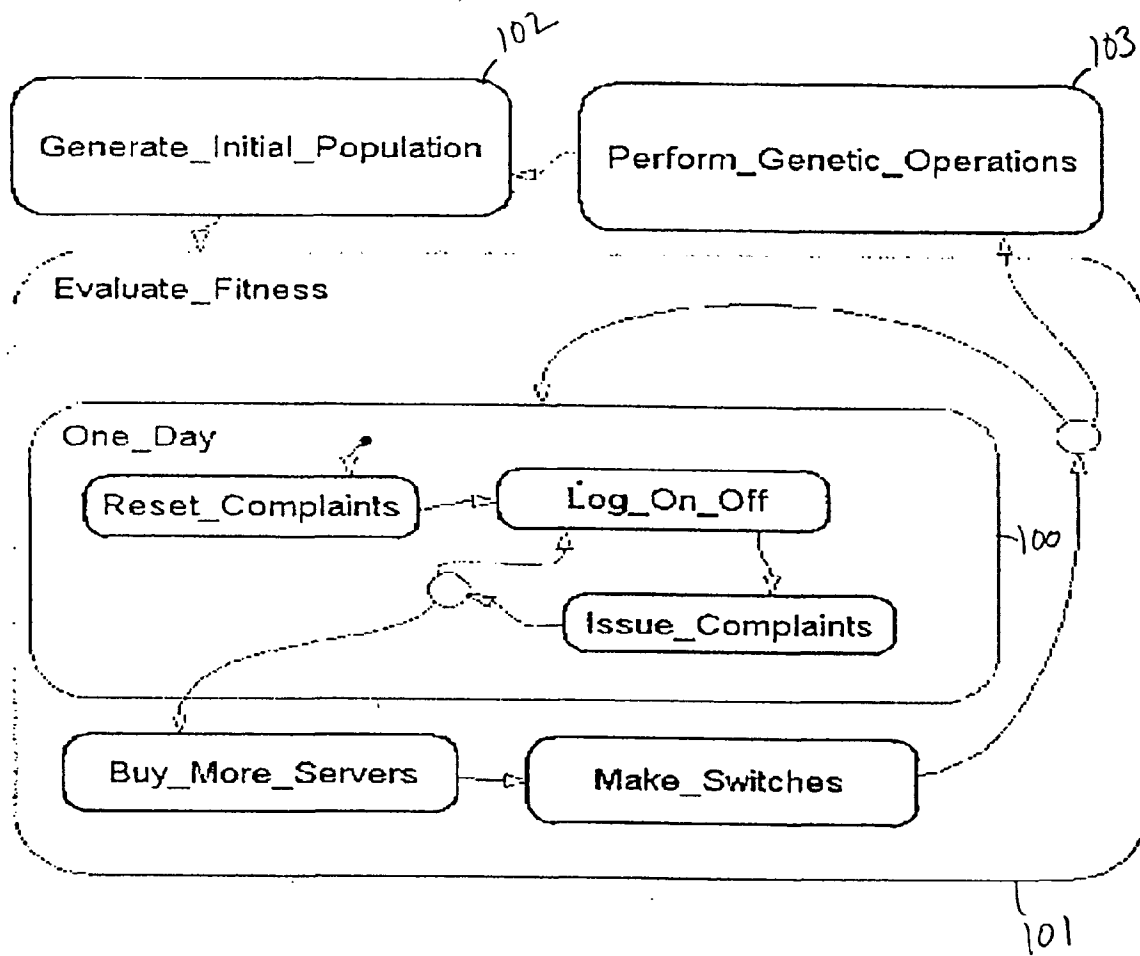 102
103
Generate_Initial_Population
Perform_Genetic_Operations
Evaluate_Fitness
One_Day
Reset_Complaints
Log_On_Off
100
Issue_Complaints
Buy_More_Servers
Make_Switches
101